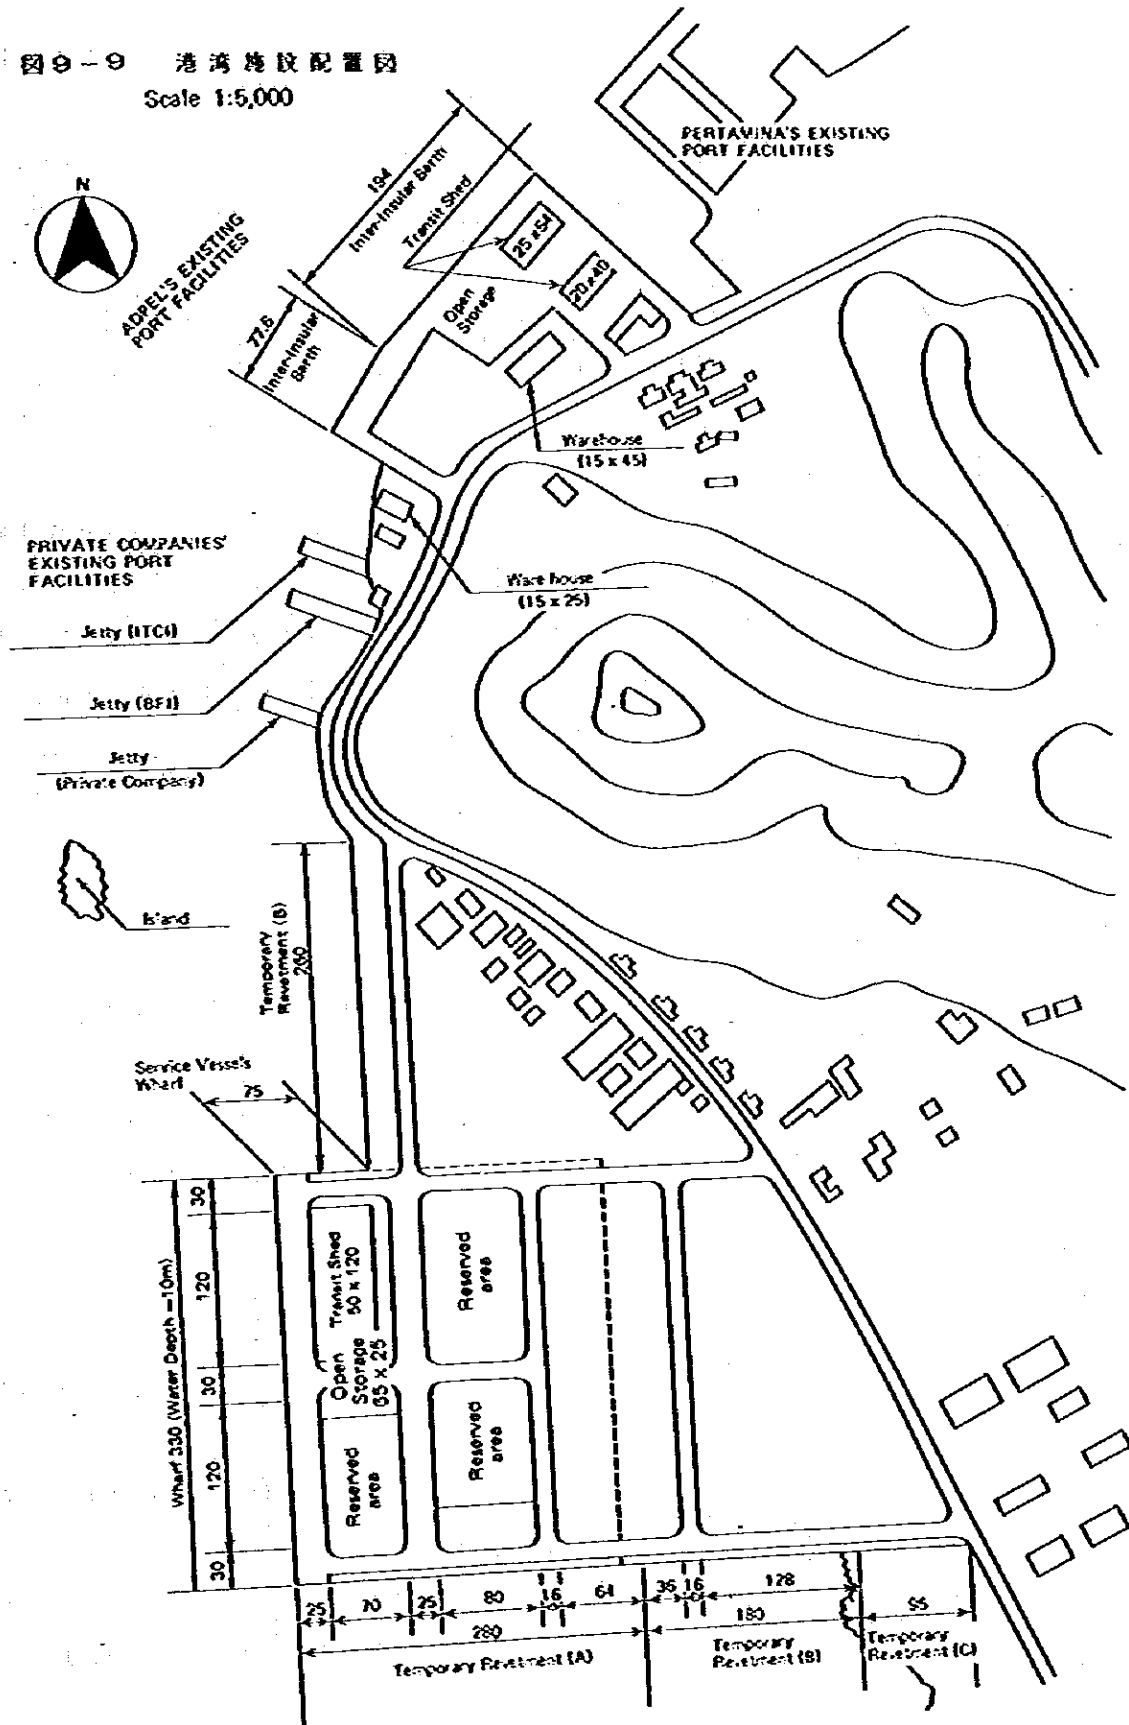 図9-9 港湾施設配置図
Scale 1:5,000
N
ADPEL'S EXISTING
PORT FACILITIES
194
Inter-Insular Berth
Transit Shed
77.6
Inter-Insular
Berth
25 x 54
20 x 40
Open
Storage
PERTAMINA'S EXISTING
PORT FACILITIES
Warehouse
(15 x 45)
PRIVATE COMPANIES'
EXISTING PORT
FACILITIES
Ware house
(15 x 25)
Jetty (ITCI)
Jetty (BFI)
Jetty
(Private Company)
Island
Temporary
Revetment (B)
260
Service Vessels
Wharf
75
Wharf 330 (Water Depth -10m)
30
120
30
120
30
Transit Shed
50 x 120
Open
Storage
65 x 25
Reserved
area
Reserved
area
Reserved
area
25
70
25
80
16
64
36
16
128
280
180
95
Temporary Revetment (A)
Temporary
Revetment (B)
Temporary
Revetment (C)